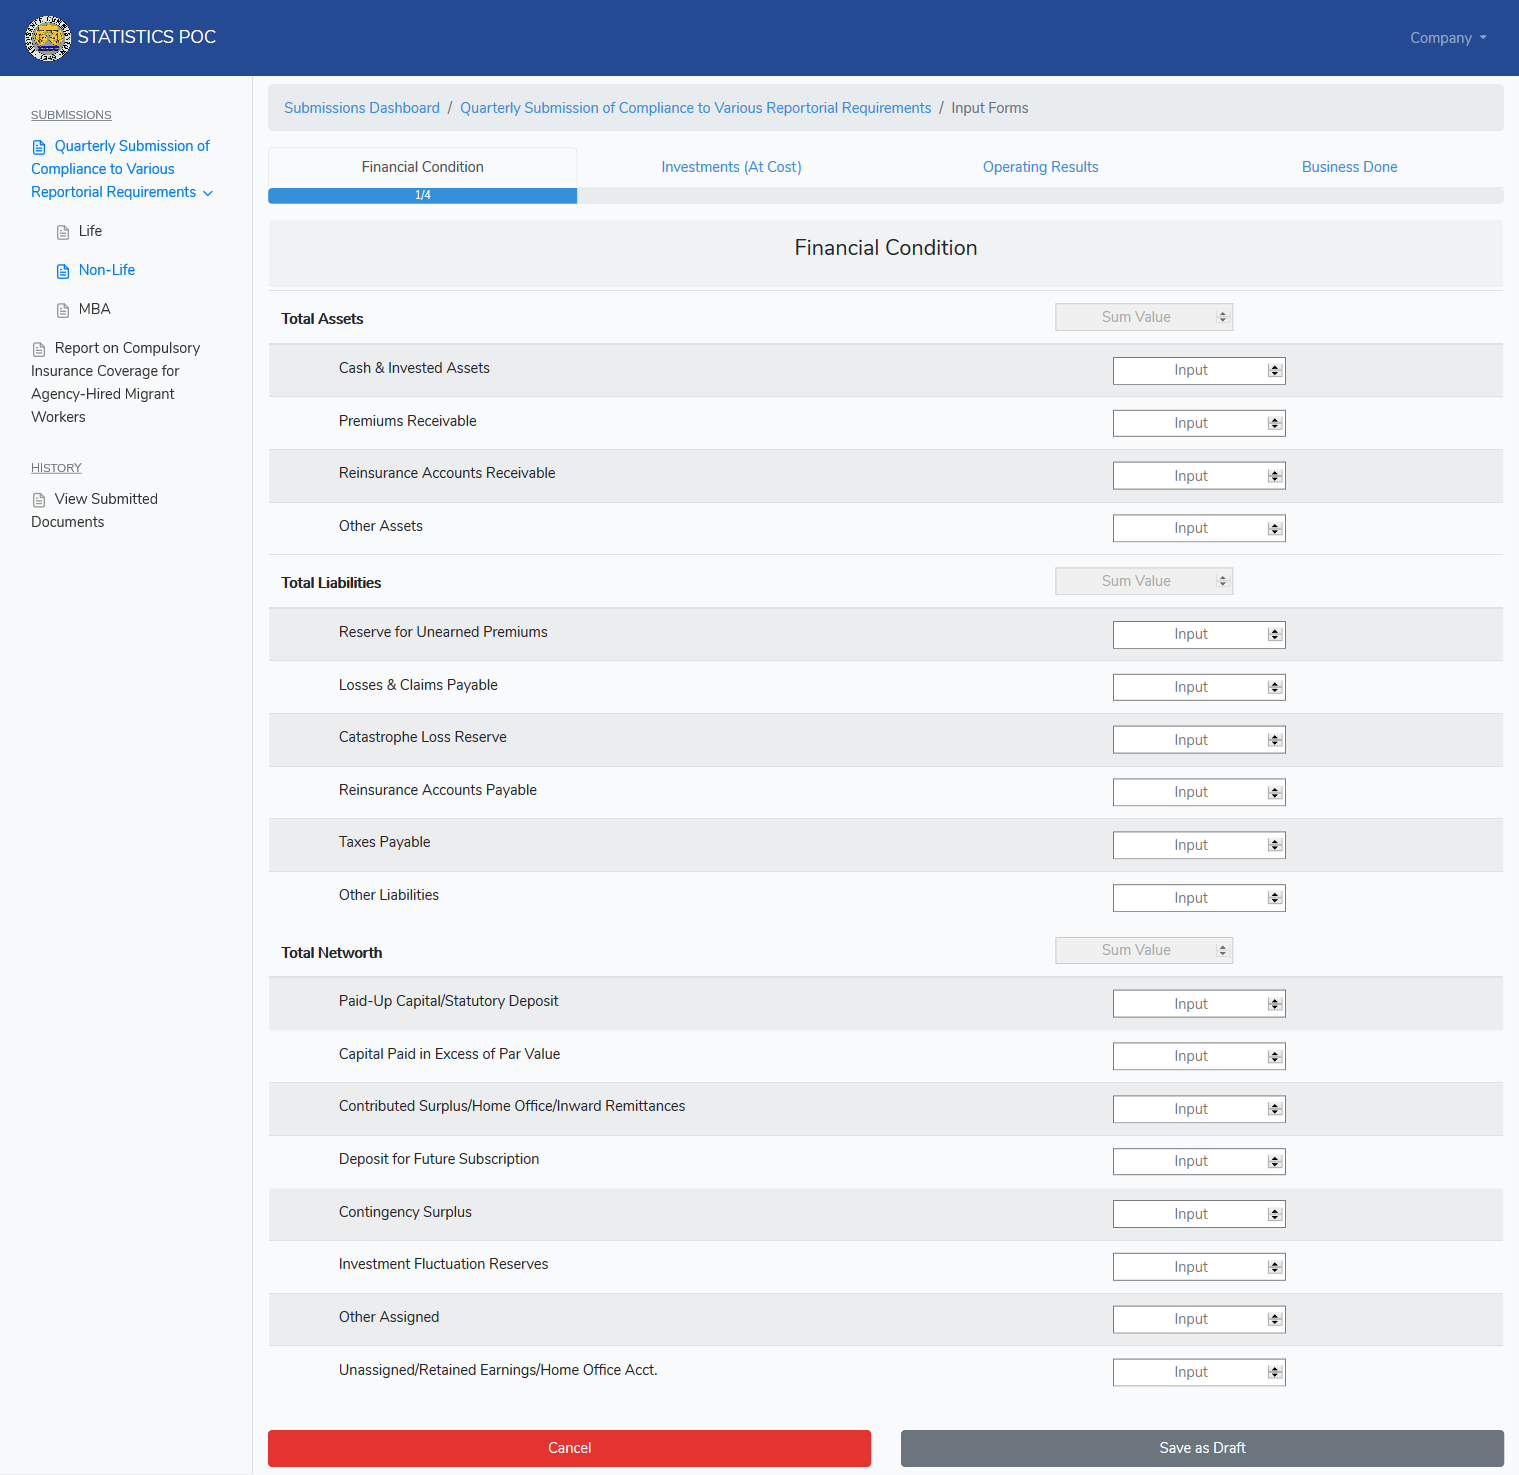 STATISTICS POC
Company
SUBMISSIONS
Quarterly Submission of
Compliance to Various
Reportorial Requirements
Life
Non-Life
MBA
Report on Compulsory
Insurance Coverage for
Agency-Hired Migrant
Workers
HISTORY
View Submitted
Documents
Submissions Dashboard / Quarterly Submission of Compliance to Various Reportorial Requirements / Input Forms
Financial Condition Investments (At Cost) Operating Results Business Done
1/4
Financial Condition
Total Assets Sum Value
Cash & Invested Assets Input
Premiums Receivable Input
Reinsurance Accounts Receivable Input
Other Assets Input
Total Liabilities Sum Value
Reserve for Unearned Premiums Input
Losses & Claims Payable Input
Catastrophe Loss Reserve Input
Reinsurance Accounts Payable Input
Taxes Payable Input
Other Liabilities Input
Total Networth Sum Value
Paid-Up Capital/Statutory Deposit Input
Capital Paid in Excess of Par Value Input
Contributed Surplus/Home Office/Inward Remittances Input
Deposit for Future Subscription Input
Contingency Surplus Input
Investment Fluctuation Reserves Input
Other Assigned Input
Unassigned/Retained Earnings/Home Office Acct. Input
Cancel Save as Draft